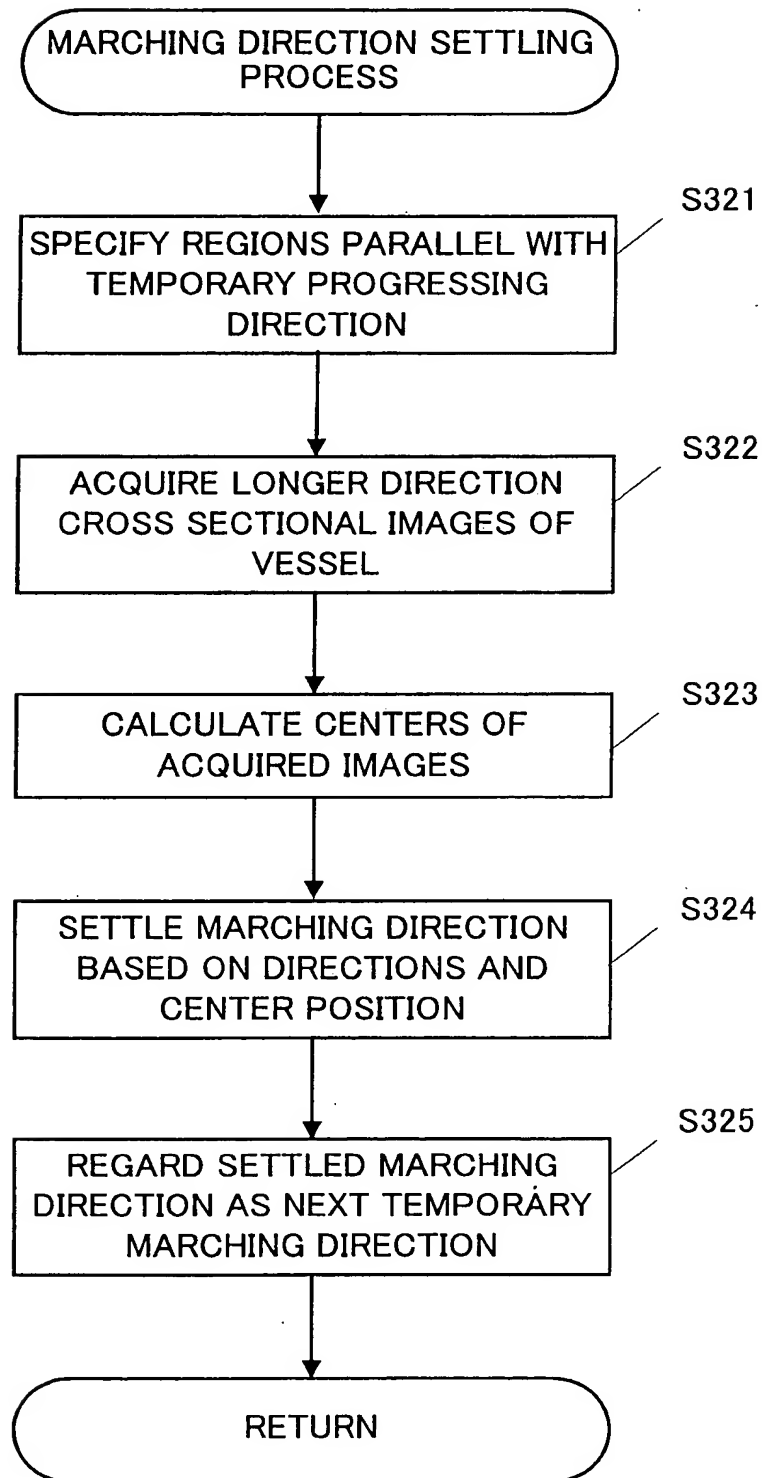 MARCHING DIRECTION SETTLING
PROCESS
S321
SPECIFY REGIONS PARALLEL WITH
TEMPORARY PROGRESSING
DIRECTION
S322
ACQUIRE LONGER DIRECTION
CROSS SECTIONAL IMAGES OF
VESSEL
S323
CALCULATE CENTERS OF
ACQUIRED IMAGES
S324
SETTLE MARCHING DIRECTION
BASED ON DIRECTIONS AND
CENTER POSITION
S325
REGARD SETTLED MARCHING
DIRECTION AS NEXT TEMPORARY
MARCHING DIRECTION
RETURN